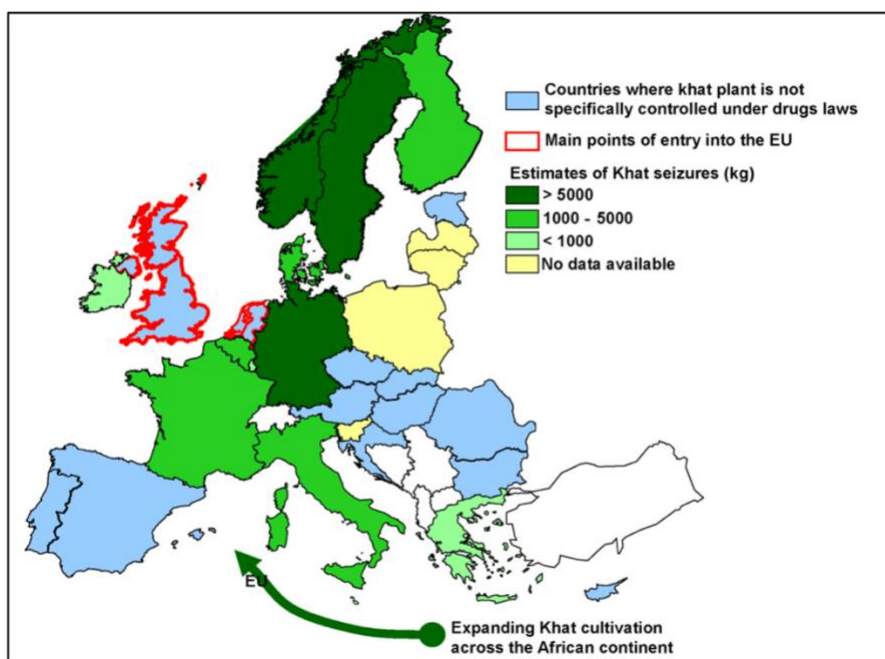 Countries where khat plant is not
specifically controlled under drugs laws
Main points of entry into the EU
Estimates of Khat seizures (kg)
> 5000
1000 - 5000
< 1000
No data available
EU
Expanding Khat cultivation
across the African continent